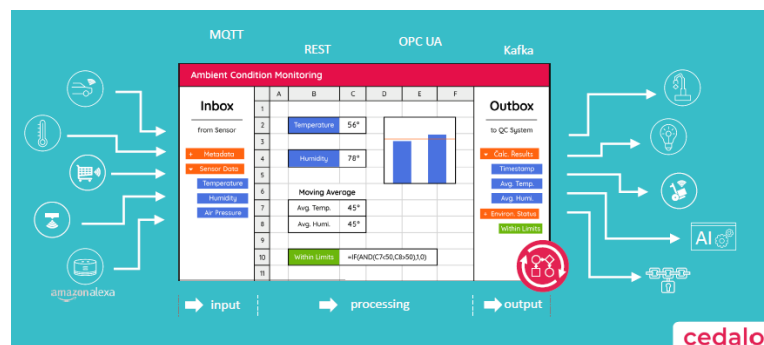 MQTT
REST
OPC UA
Kafka
Ambient Condition Monitoring
Inbox
from Sensor
+ Metadata
Sensor Data
Temperature
Humidity
Air Pressure
A B C D E F
1
2 Temperature 56°
3
4 Humidity 78°
5
6 Moving Average
7 Avg. Temp. 45°
8 Avg. Humi. 45°
9
10 Within Limits =IF(AND(C7<50,C8>50),1,0)
11
Outbox
to QC System
Calc. Results
Timestamp
Avg. Temp.
Avg. Humi.
+ Environ. Status
Within Limits
AI
amazonalexa
input
processing
output
cedalo